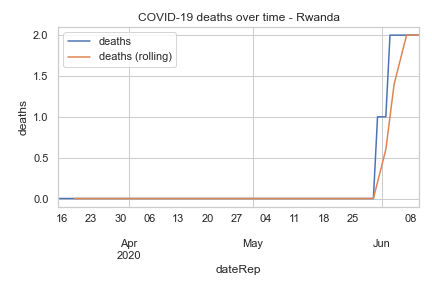 COVID-19 deaths over time - Rwanda
deaths
deaths (rolling)
2.0
1.5
1.0
0.5
0.0
deaths
16 23 30 06 13 20 27 04 11 18 25 08
Apr May Jun
2020
dateRep